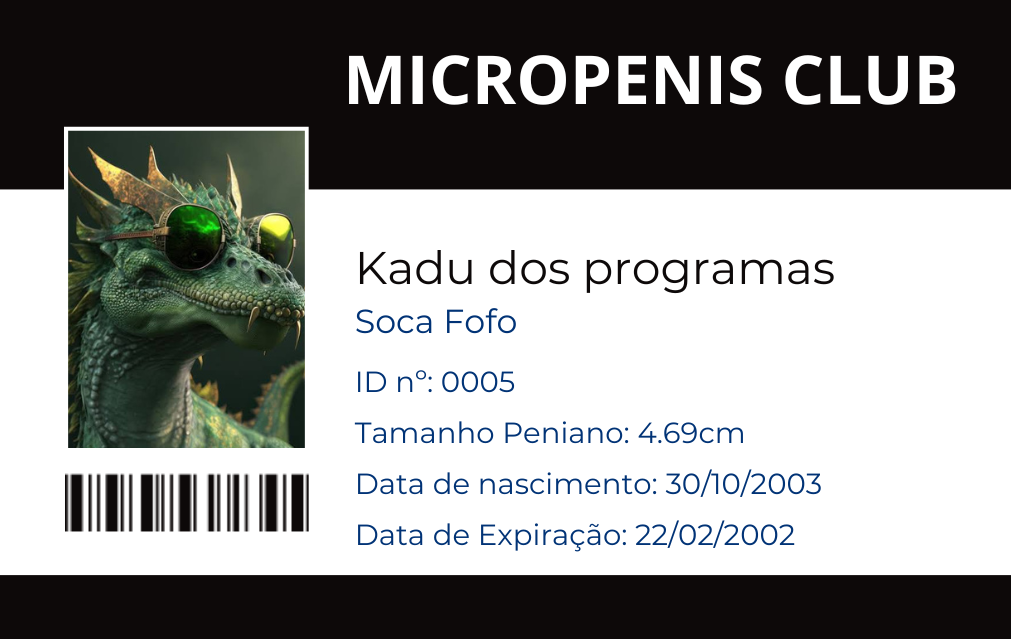 MICROPENIS CLUB
Kadu dos programas
Soca Fofo
ID nº: 0005
Tamanho Peniano: 4.69cm
Data de nascimento: 30/10/2003
Data de Expiração: 22/02/2002